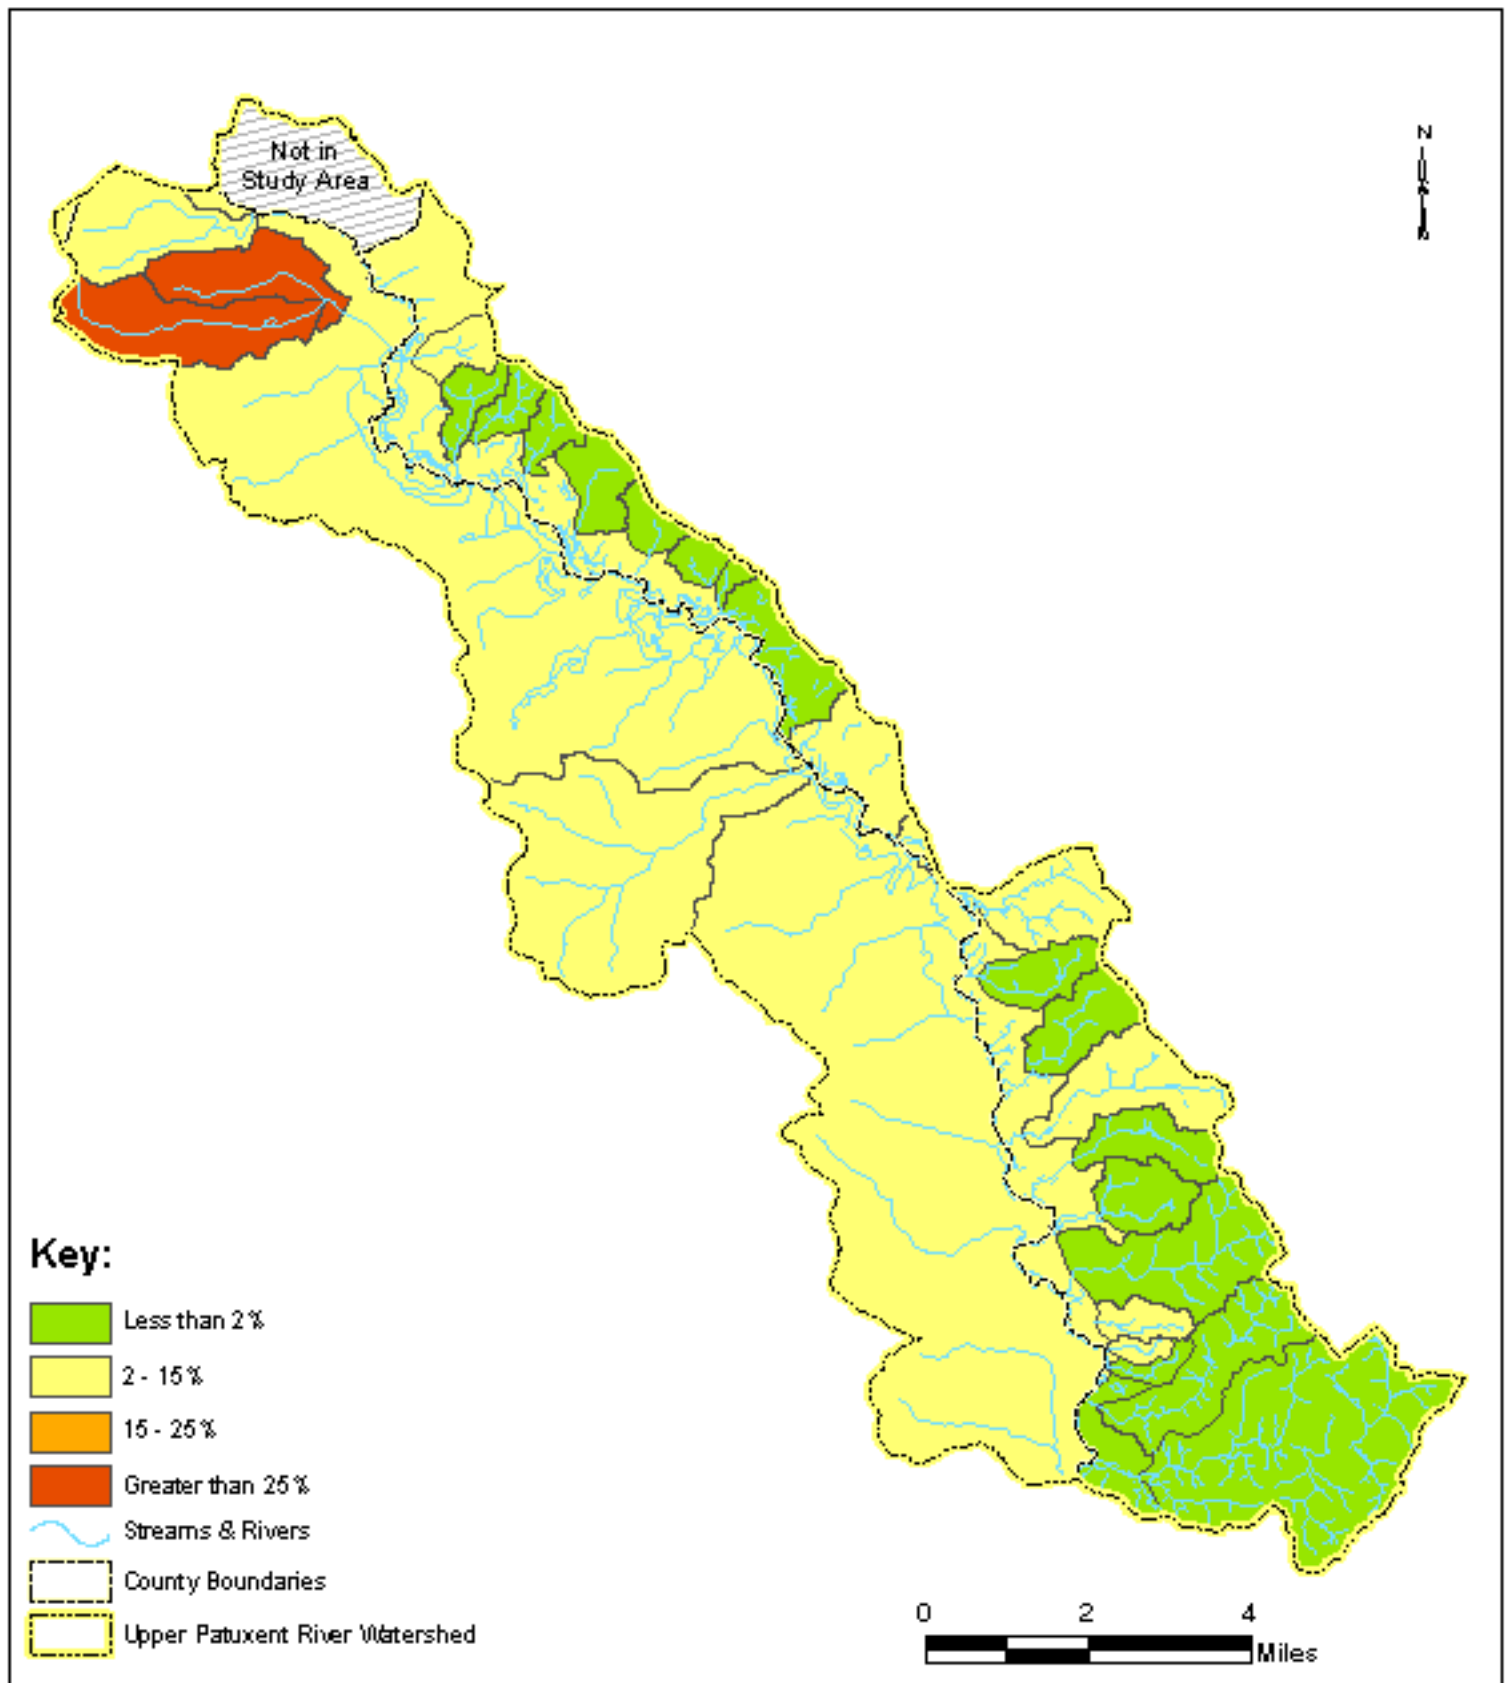 Not in
Study Area
N
Key:
Less than 2%
2 - 15%
15 - 25%
Greater than 25%
Streams & Rivers
County Boundaries
Upper Patuxent River Watershed
0 2 4
Miles